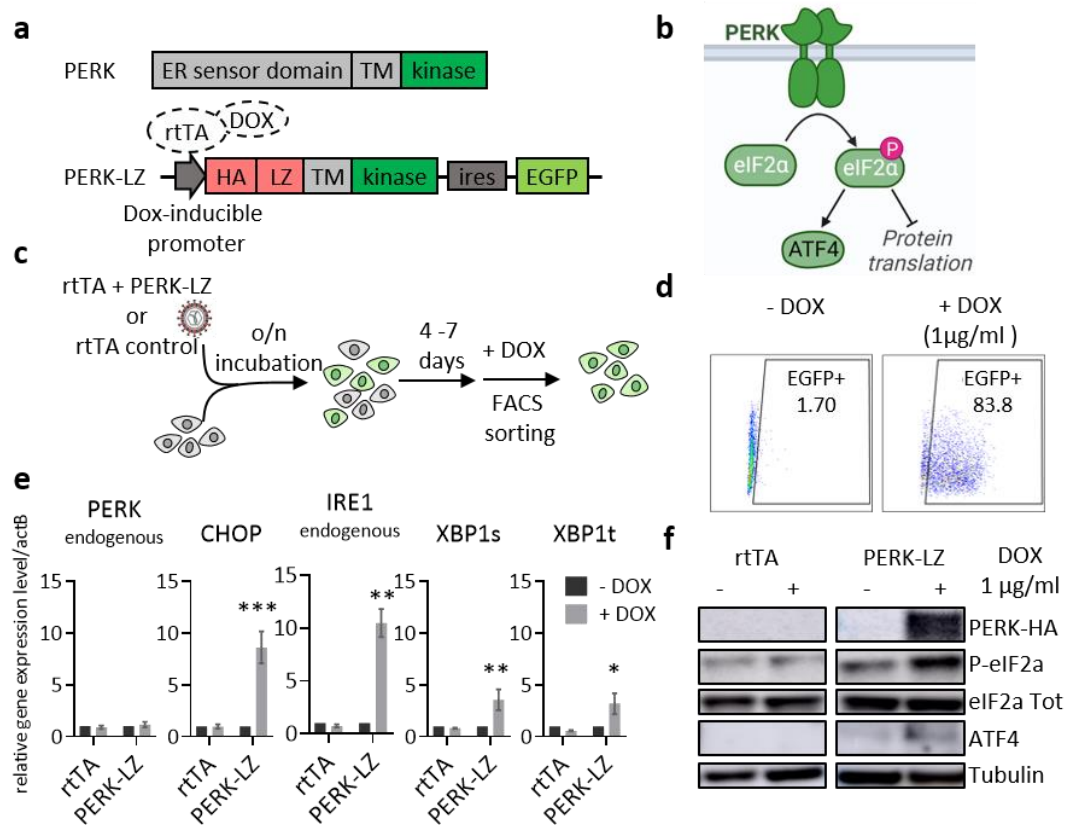 a
PERK
ER sensor domain TM kinase
rtTA DOX
PERK-LZ
HA LZ TM kinase ires EGFP
Dox-inducible
promoter
b
PERK
eIF2α
P
eIF2α
ATF4
Protein
translation
c
rtTA + PERK-LZ
or
rtTA control
o/n
incubation
4 -7
days
+ DOX
FACS
sorting
d
- DOX
+ DOX
(1µg/ml )
EGFP+
1.70
EGFP+
83.8
e
relative gene expression level/actB
PERK
endogenous
15
10
5
0
rtTA
PERK-LZ
CHOP
15
10
5
0
***
rtTA
PERK-LZ
IRE1
endogenous
15
10
5
0
**
rtTA
PERK-LZ
XBP1s
15
10
5
0
**
rtTA
PERK-LZ
XBP1t
15
10
5
0
*
rtTA
PERK-LZ
- DOX
+ DOX
f
rtTA PERK-LZ DOX
- + - + 1 µg/ml
PERK-HA
P-eIF2a
eIF2a Tot
ATF4
Tubulin